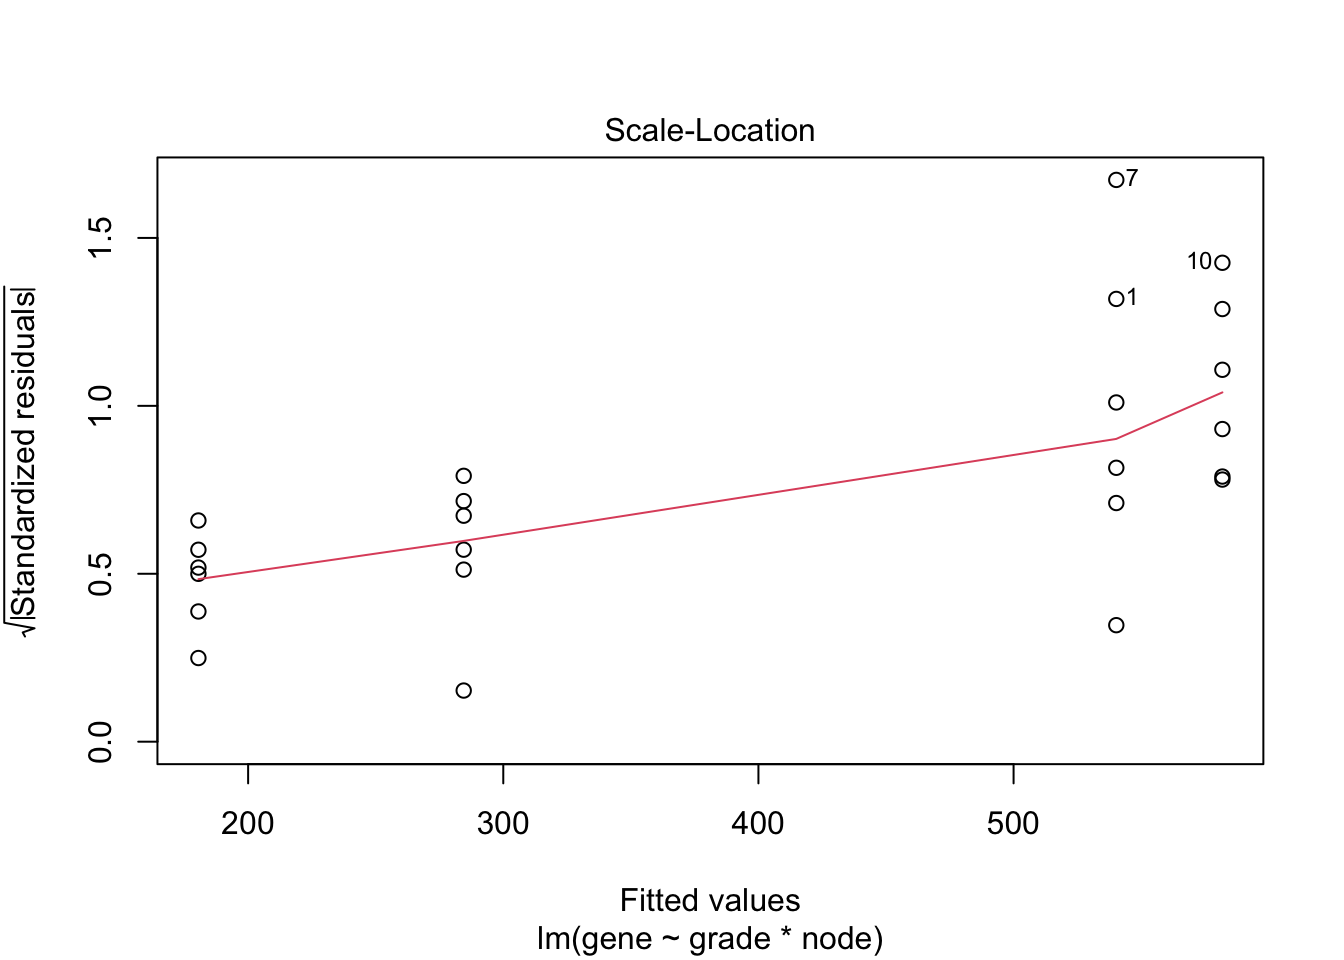 Scale-Location
√|Standardized residuals|
1.5
1.0
0.5
0.0
7
10
1
200 300 400 500
Fitted values
lm(gene ~ grade * node)